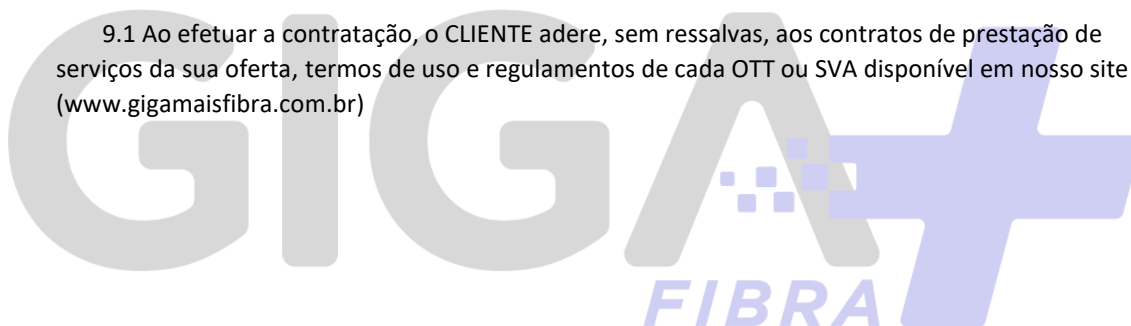 9.1 Ao efetuar a contratação, o CLIENTE adere, sem ressalvas, aos contratos de prestação de
serviços da sua oferta, termos de uso e regulamentos de cada OTT ou SVA disponível em nosso site
(www.gigamaisfibra.com.br)
GIGA+
FIBRA